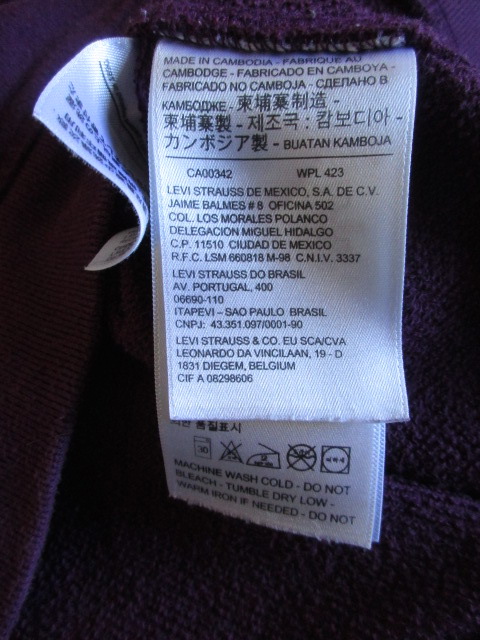 MADE IN CAMBODIA - FABRIQUE AU
CAMBODGE - FABRICADO EN CAMBOYA -
FABRICADO NO CAMBOJA - СДЕЛАНО В
КАМБОДЖЕ - 柬埔寨制造 -
柬埔寨製 - 제조국 : 캄보디아 -
カンボジア製 - BUATAN KAMBOJA
CA00342 WPL 423
LEVI STRAUSS DE MEXICO, S.A. DE C.V.
JAIME BALMES # 8 OFICINA 502
COL. LOS MORALES POLANCO
DELEGACION MIGUEL HIDALGO
C.P. 11510 CIUDAD DE MEXICO
R.F.C. LSM 660818 M-98 C.N.I.V. 3337
LEVI STRAUSS DO BRASIL
AV. PORTUGAL, 400
06690-110
ITAPEVI - SAO PAULO BRASIL
CNPJ: 43.351.097/0001-90
LEVI STRAUSS & CO. EU SCA/CVA
LEONARDO DA VINCILAAN, 19 - D
1831 DIEGEM, BELGIUM
CIF A 08298606
품질표시
30
MACHINE WASH COLD - DO NOT
BLEACH - TUMBLE DRY LOW -
WARM IRON IF NEEDED - DO NOT